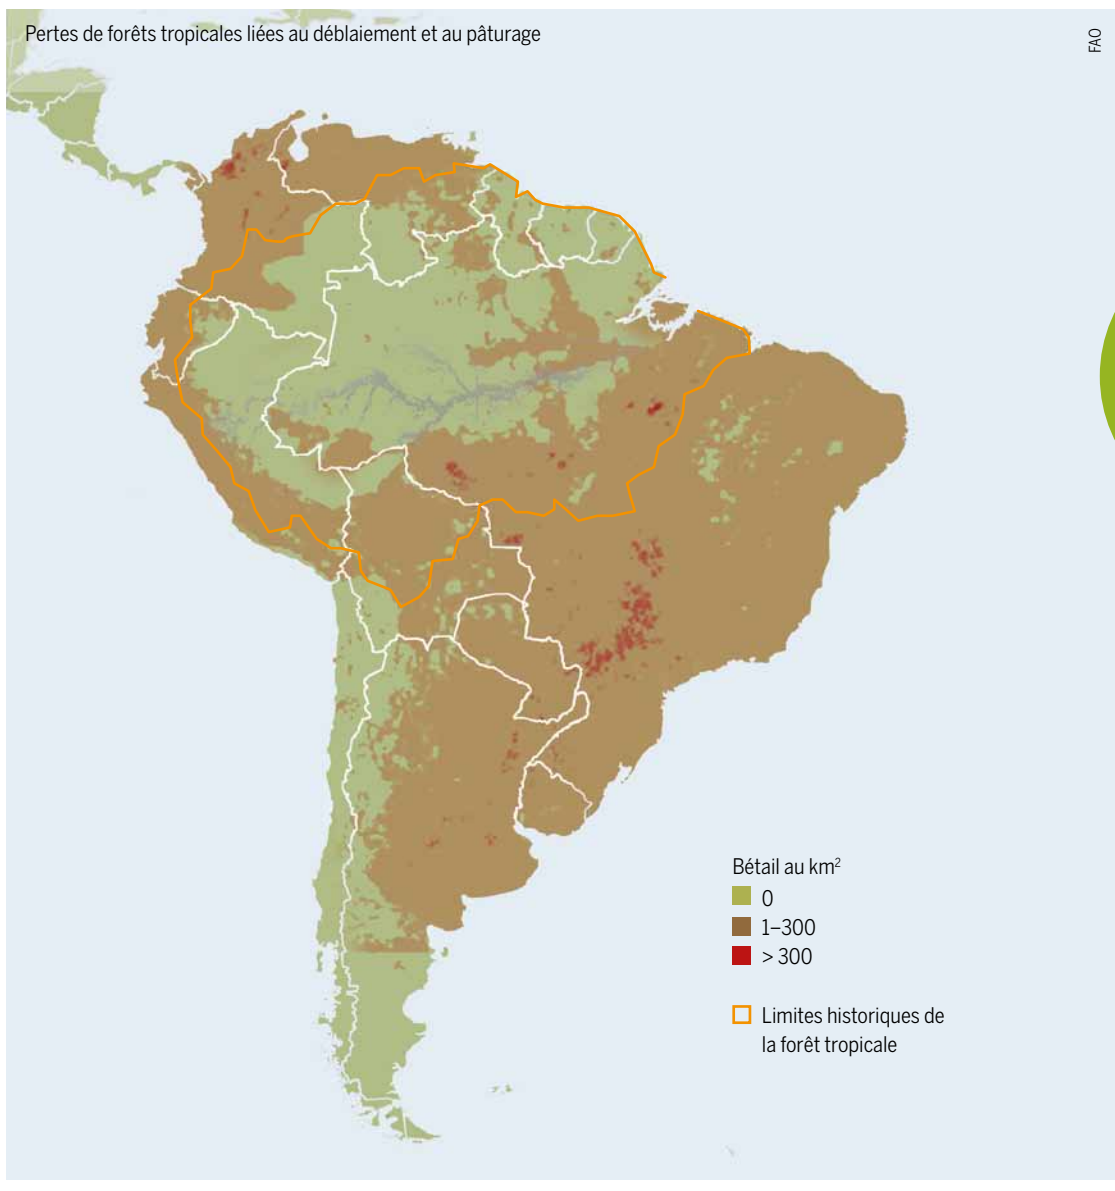 Pertes de forêts tropicales liées au déblaiement et au pâturage
FAO
Bétail au km²
0
1–300
> 300
Limites historiques de
la forêt tropicale